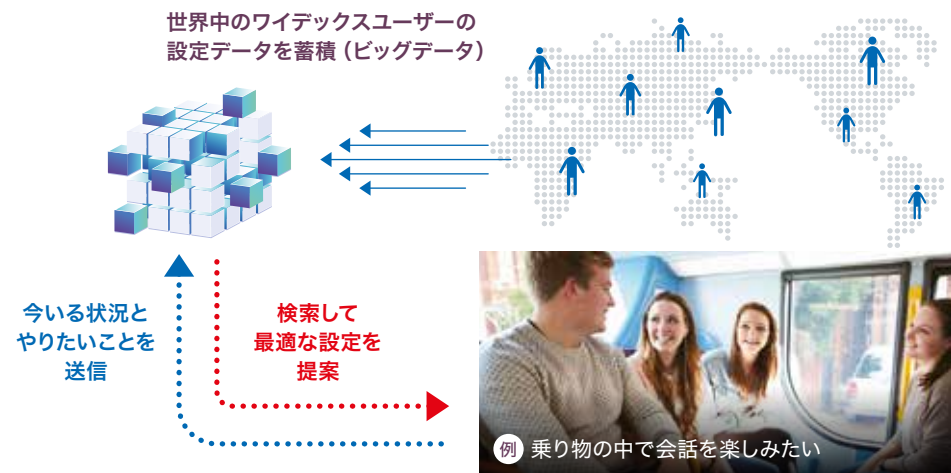 世界中のワイデックスユーザーの
設定データを蓄積（ビッグデータ）
今いる状況と
やりたいことを
送信
検索して
最適な設定を
提案
例 乗り物の中で会話を楽しみたい